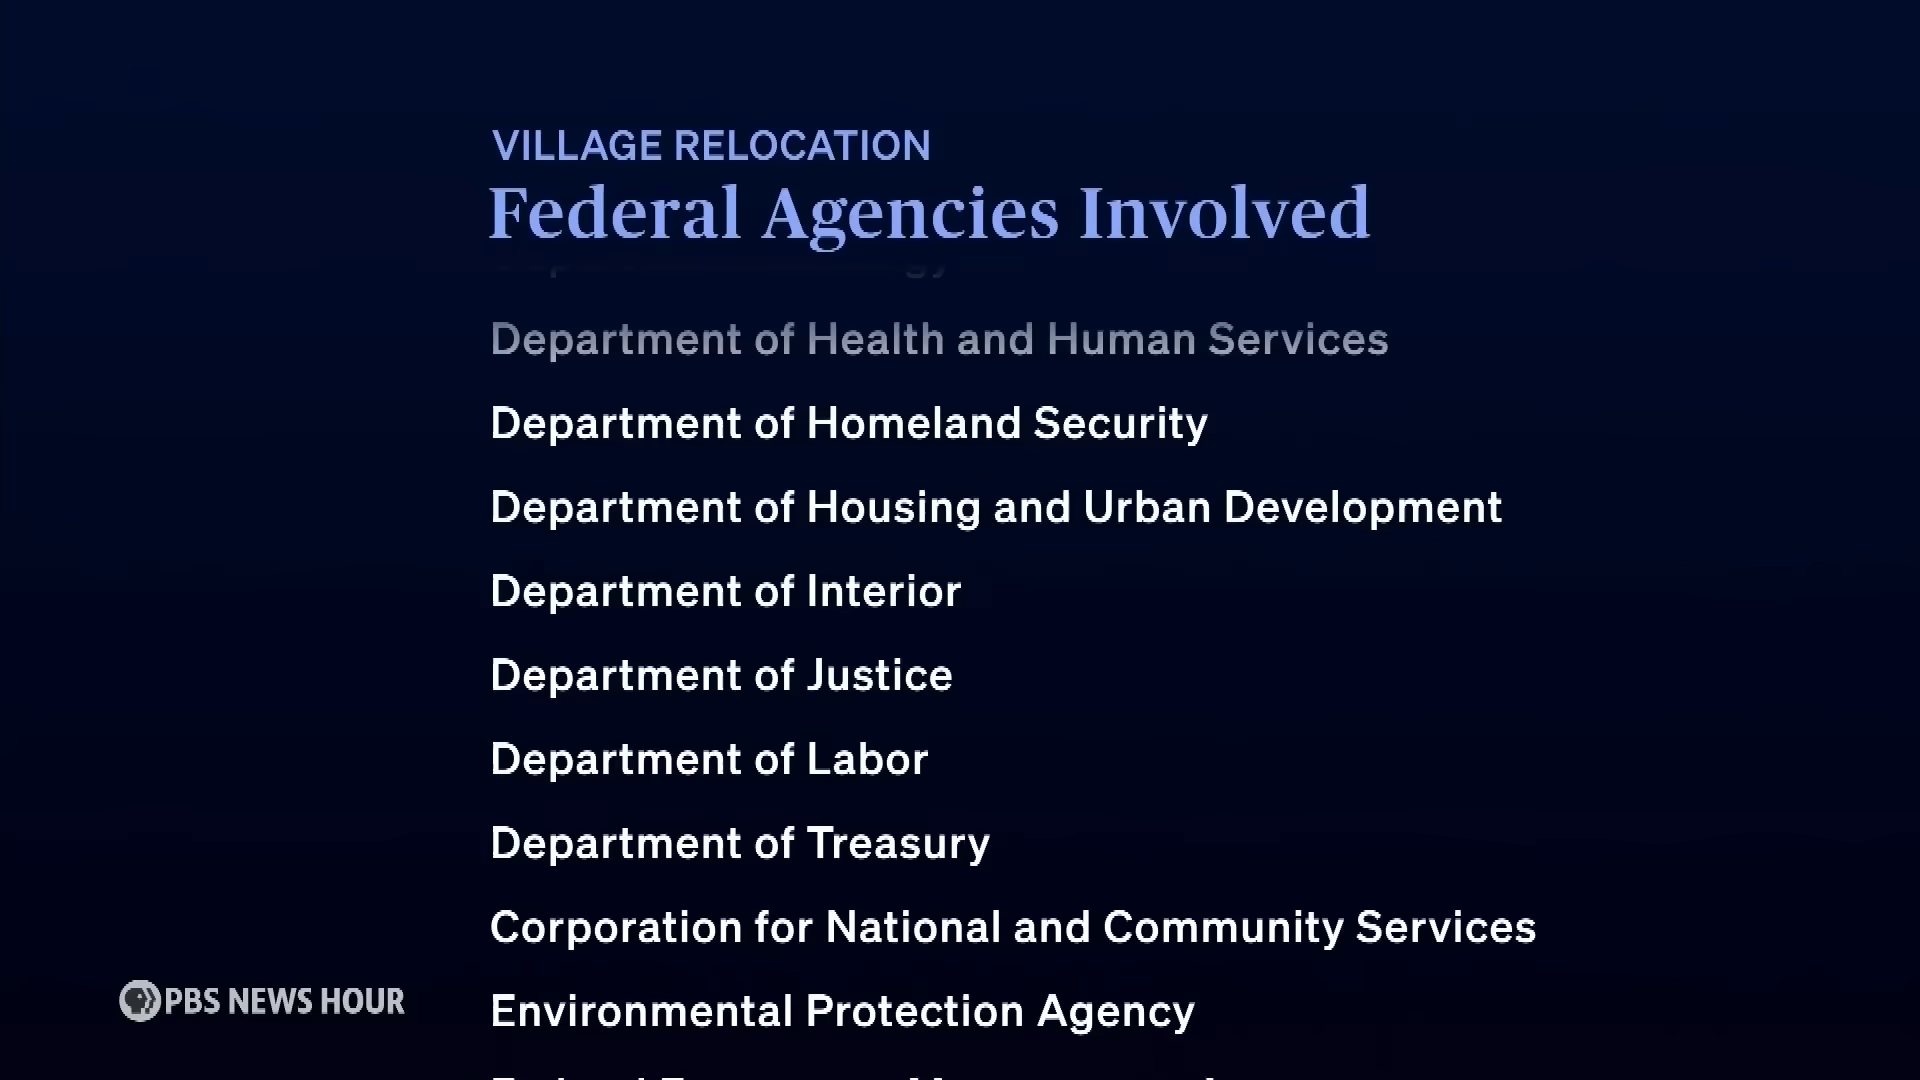 VILLAGE RELOCATION
Federal Agencies Involved
Department of Health and Human Services
Department of Homeland Security
Department of Housing and Urban Development
Department of Interior
Department of Justice
Department of Labor
Department of Treasury
Corporation for National and Community Services
Environmental Protection Agency
PBS NEWS HOUR